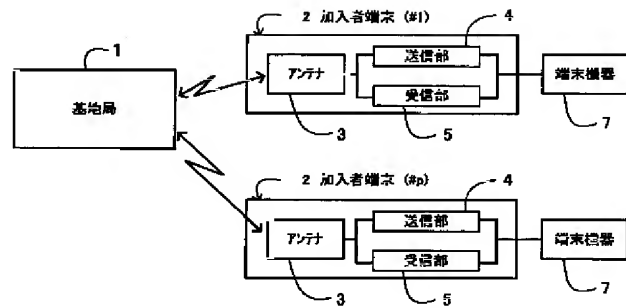 2 加入者端末 (#1)
4
1
送信部
アンテナ
端末機器
基地局
受信部
3
5
7
2 加入者端末 (#p)
4
送信部
アンテナ
端末機器
受信部
3
5
7